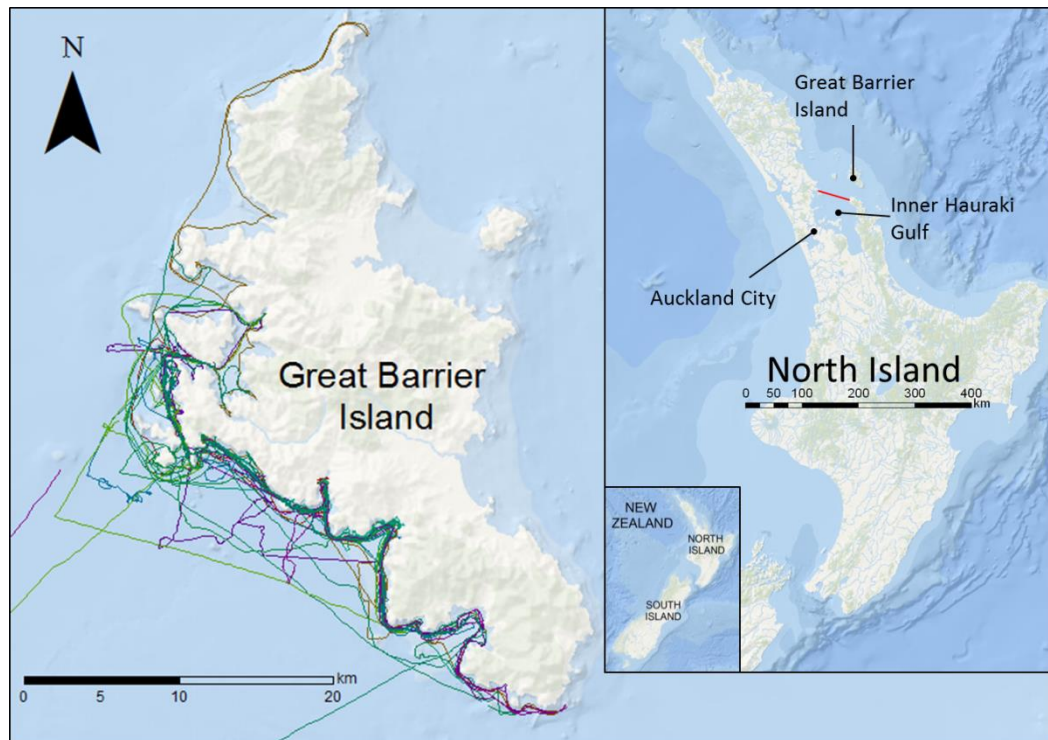 N
Great Barrier
Island
0 10 20
km
Great Barrier
Island
Inner Hauraki
Gulf
Auckland City
North Island
0 50 100 200 300 400
km
NEW
ZEALAND
NORTH
ISLAND
SOUTH
ISLAND